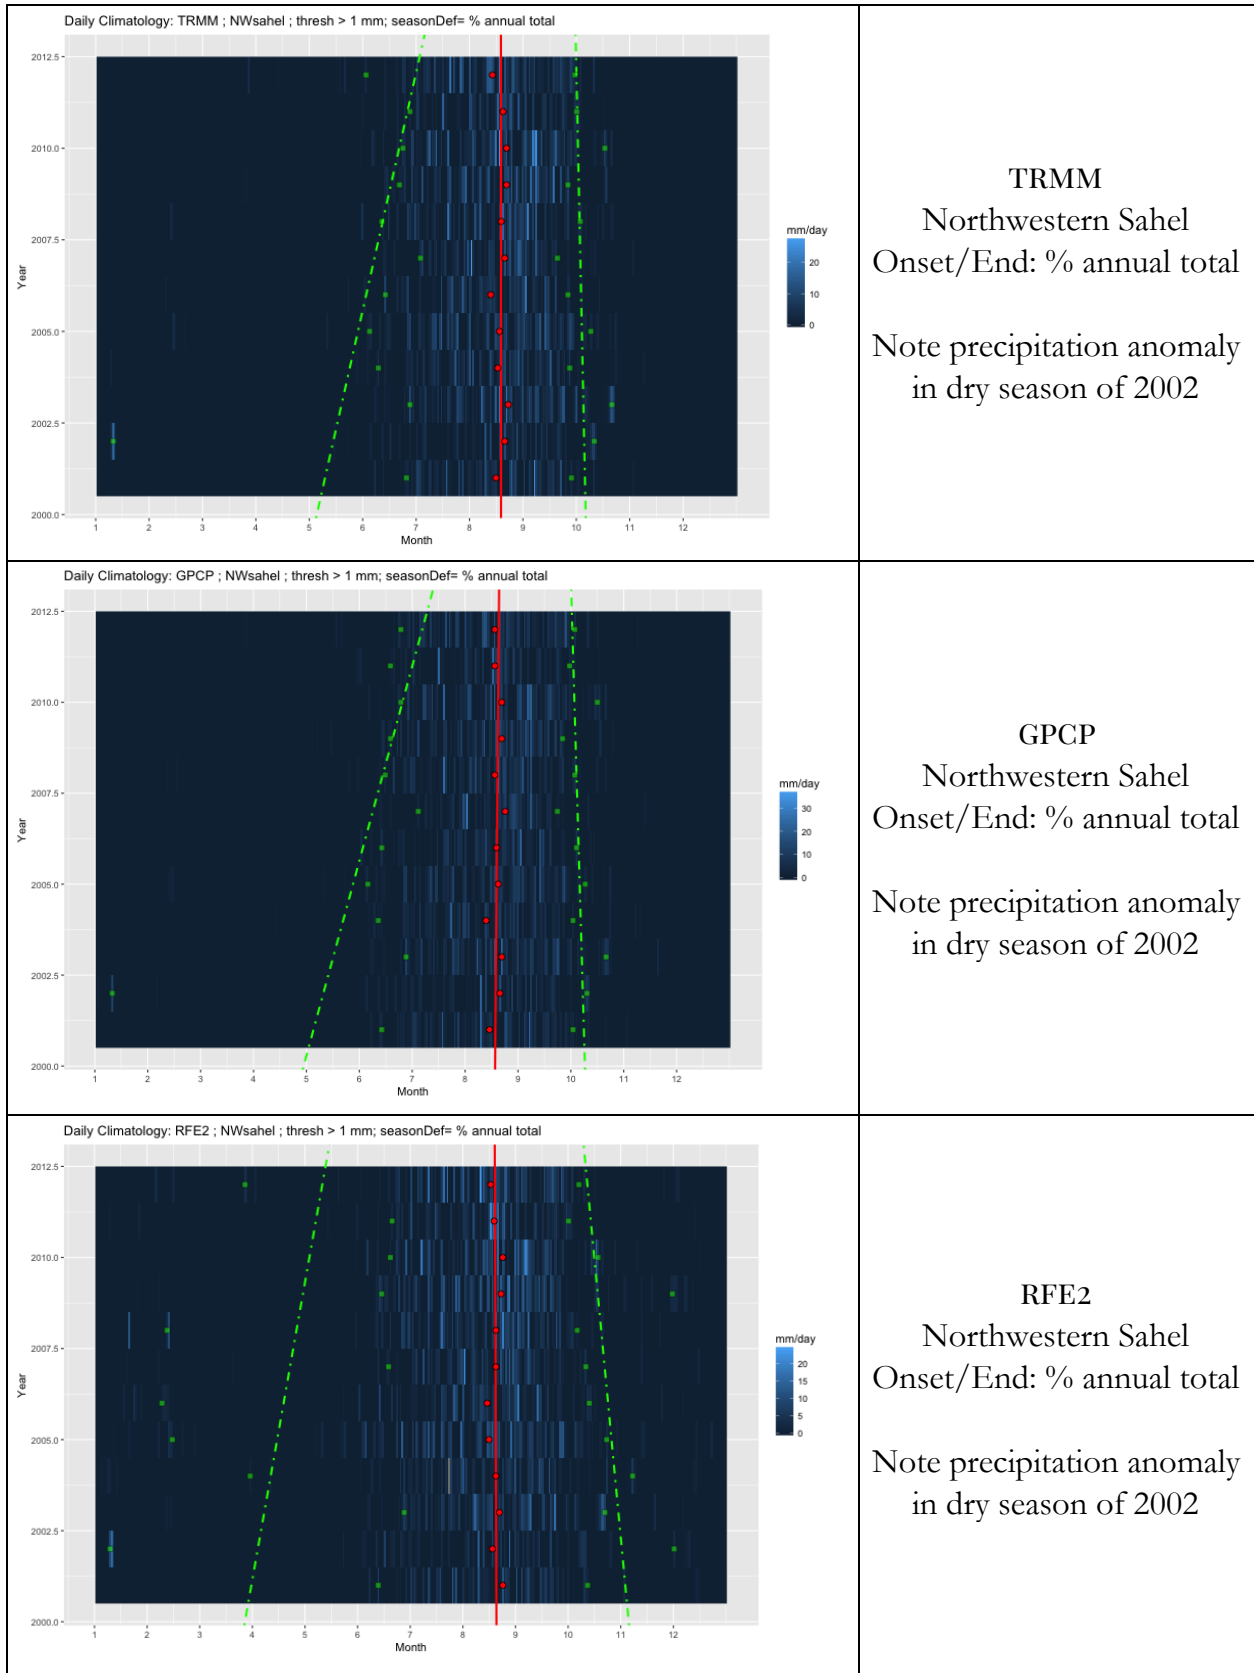 Daily Climatology: TRMM ; NWsahel ; thresh > 1 mm; seasonDef= % annual total
2012.5
2010.0
2007.5
2005.0
2002.5
2000.0
Year
1 2 3 4 5 6 7 8 9 10 11 12
Month
mm/day
20
10
0
TRMM
Northwestern Sahel
Onset/End: % annual total
Note precipitation anomaly
in dry season of 2002
Daily Climatology: GPCP ; NWsahel ; thresh > 1 mm; seasonDef= % annual total
2012.5
2010.0
2007.5
2005.0
2002.5
2000.0
Year
1 2 3 4 5 6 7 8 9 10 11 12
Month
mm/day
30
20
10
0
GPCP
Northwestern Sahel
Onset/End: % annual total
Note precipitation anomaly
in dry season of 2002
Daily Climatology: RFE2 ; NWsahel ; thresh > 1 mm; seasonDef= % annual total
2012.5
2010.0
2007.5
2005.0
2002.5
2000.0
Year
1 2 3 4 5 6 7 8 9 10 11 12
Month
mm/day
20
15
10
5
0
RFE2
Northwestern Sahel
Onset/End: % annual total
Note precipitation anomaly
in dry season of 2002